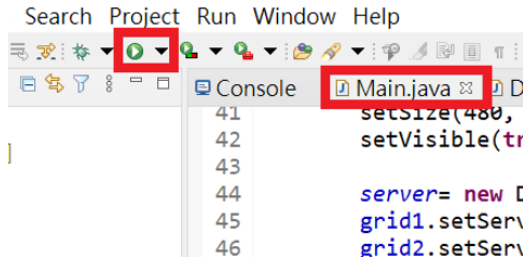 Search Project Run Window Help
Console Main.java D
41 setSize(480,
42 setVisible(tr
43
44 server= new D
45 grid1.setServ
46 grid2.setServ